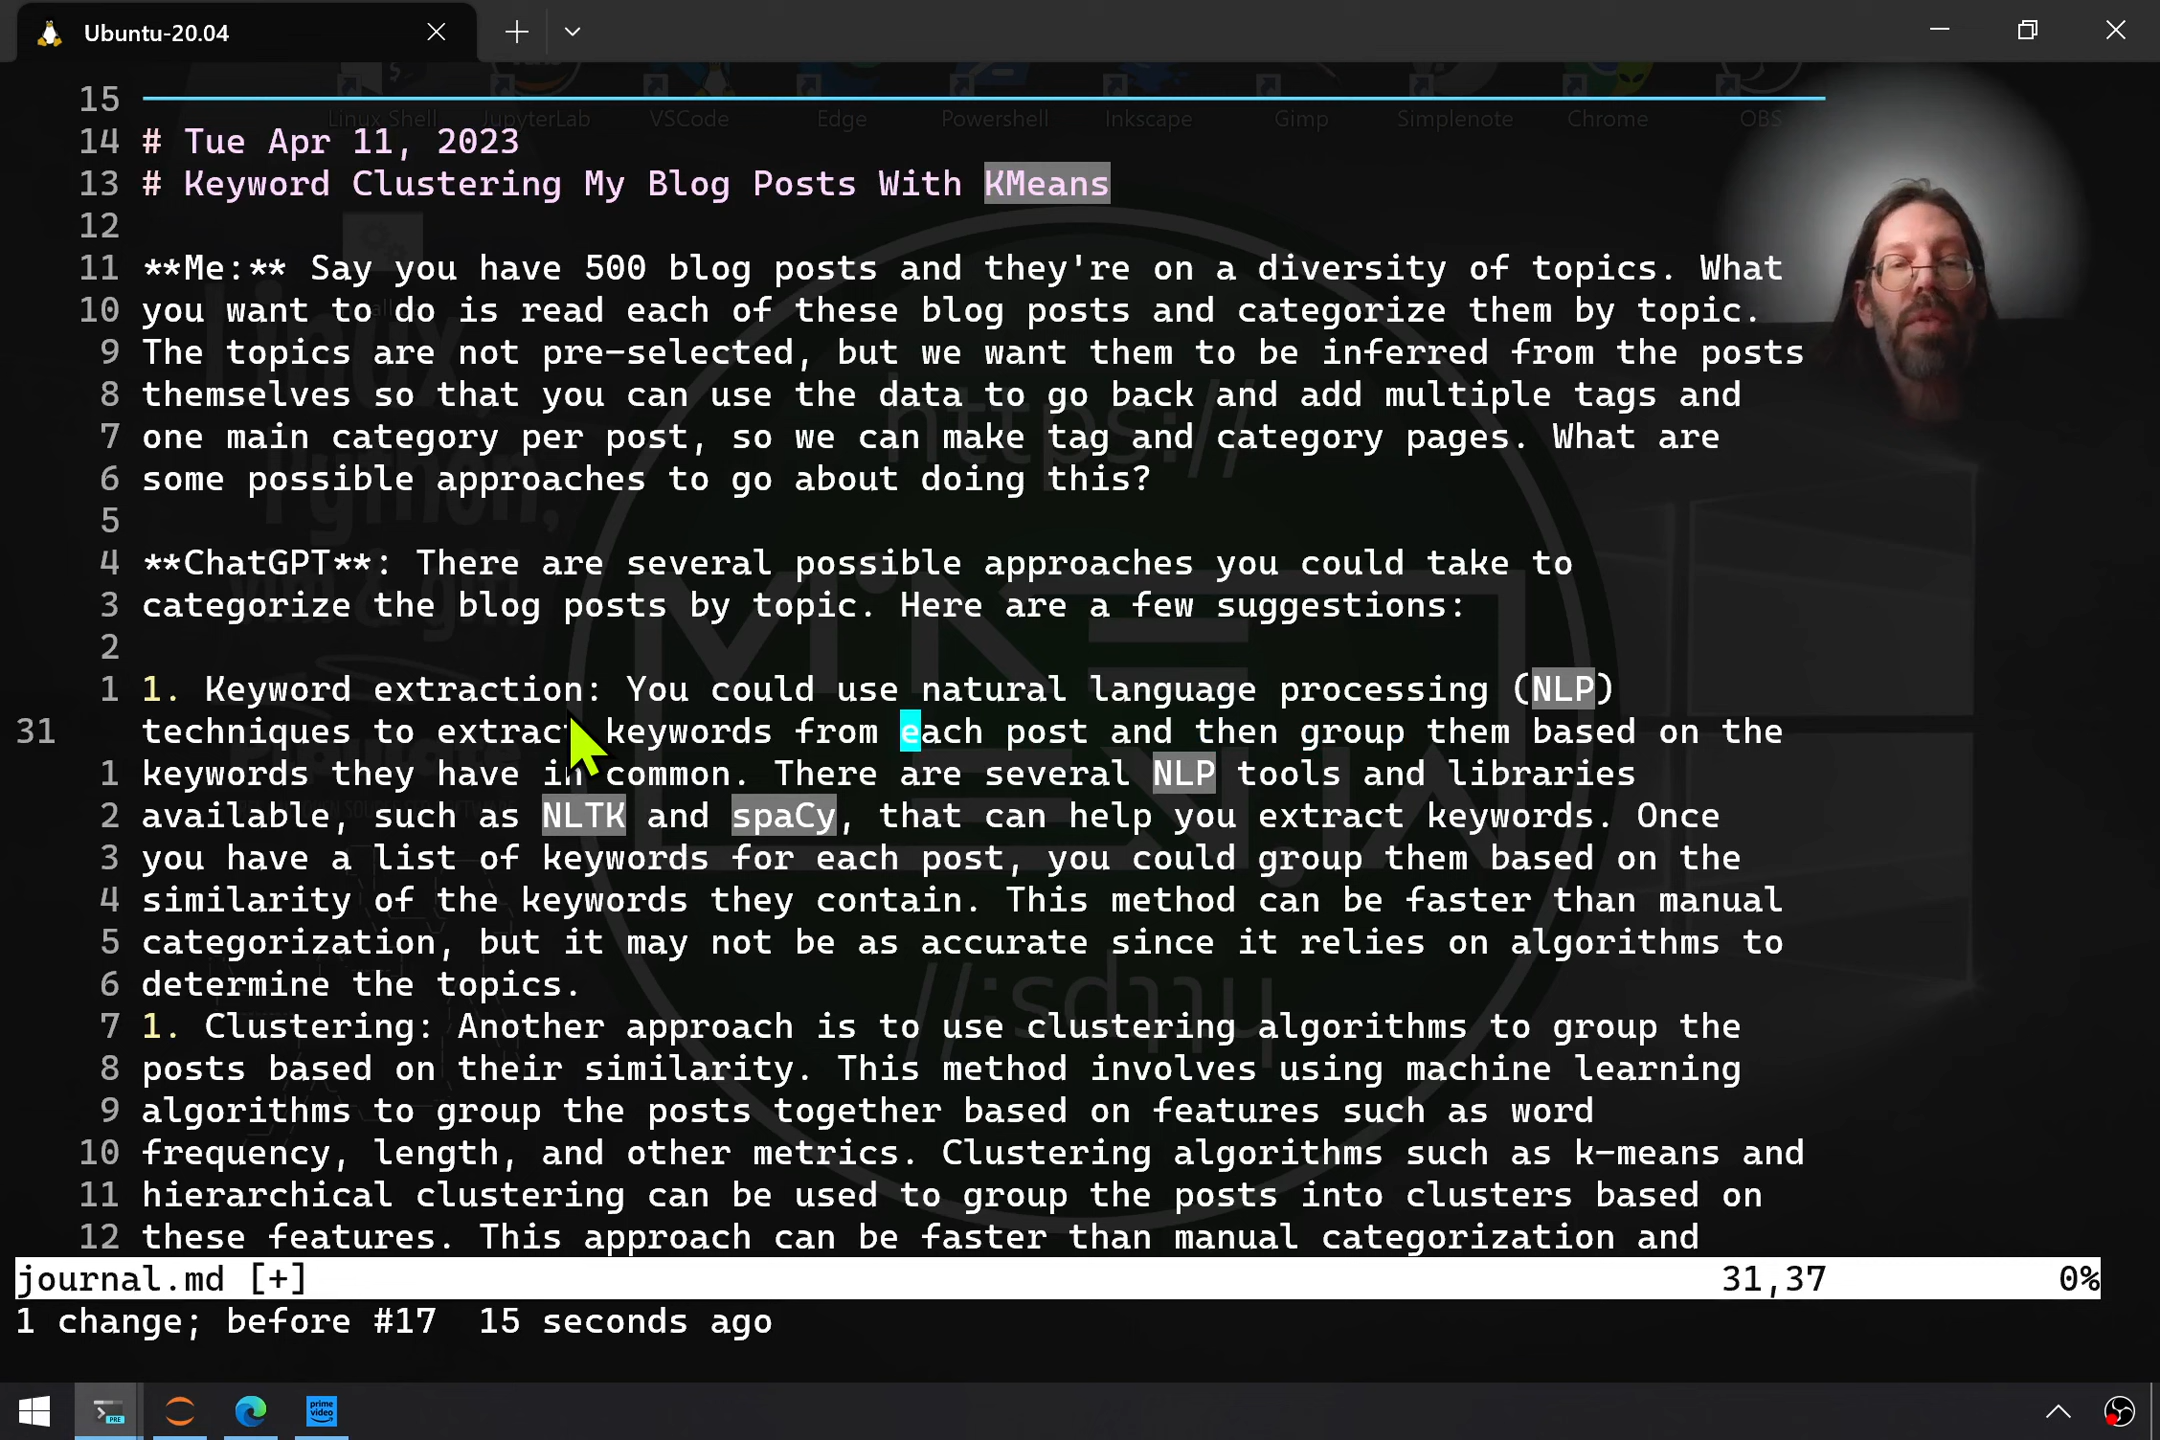 Ubuntu-20.04
Linux Shell JupyterLab VSCode Edge Powershell Inkscape Gimp Simplenote Chrome OBS
15
14 # Tue Apr 11, 2023
13 # Keyword Clustering My Blog Posts With KMeans
12
11 **Me:** Say you have 500 blog posts and they're on a diversity of topics. What
10 you want to do is read each of these blog posts and categorize them by topic.
9 The topics are not pre-selected, but we want them to be inferred from the posts
8 themselves so that you can use the data to go back and add multiple tags and
7 one main category per post, so we can make tag and category pages. What are
6 some possible approaches to go about doing this?
5
4 **ChatGPT**: There are several possible approaches you could take to
3 categorize the blog posts by topic. Here are a few suggestions:
2
1 1. Keyword extraction: You could use natural language processing (NLP)
31 techniques to extract keywords from each post and then group them based on the
1 keywords they have in common. There are several NLP tools and libraries
2 available, such as NLTK and spaCy, that can help you extract keywords. Once
3 you have a list of keywords for each post, you could group them based on the
4 similarity of the keywords they contain. This method can be faster than manual
5 categorization, but it may not be as accurate since it relies on algorithms to
6 determine the topics.
7 1. Clustering: Another approach is to use clustering algorithms to group the
8 posts based on their similarity. This method involves using machine learning
9 algorithms to group the posts together based on features such as word
10 frequency, length, and other metrics. Clustering algorithms such as k-means and
11 hierarchical clustering can be used to group the posts into clusters based on
12 these features. This approach can be faster than manual categorization and
https://
journal.md [+] 31,37 0%
1 change; before #17 15 seconds ago
PRE
prime video